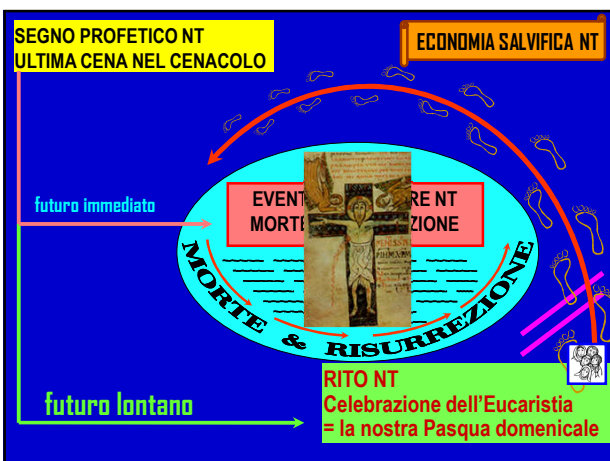 SEGNO PROFETICO NT
ULTIMA CENA NEL CENACOLO
ECONOMIA SALVIFICA NT
futuro immediato
EVENT RE NT
MORTE ZIONE
MORTE & RISURREZIONE
RITO NT
Celebrazione dell'Eucaristia
= la nostra Pasqua domenicale
futuro lontano